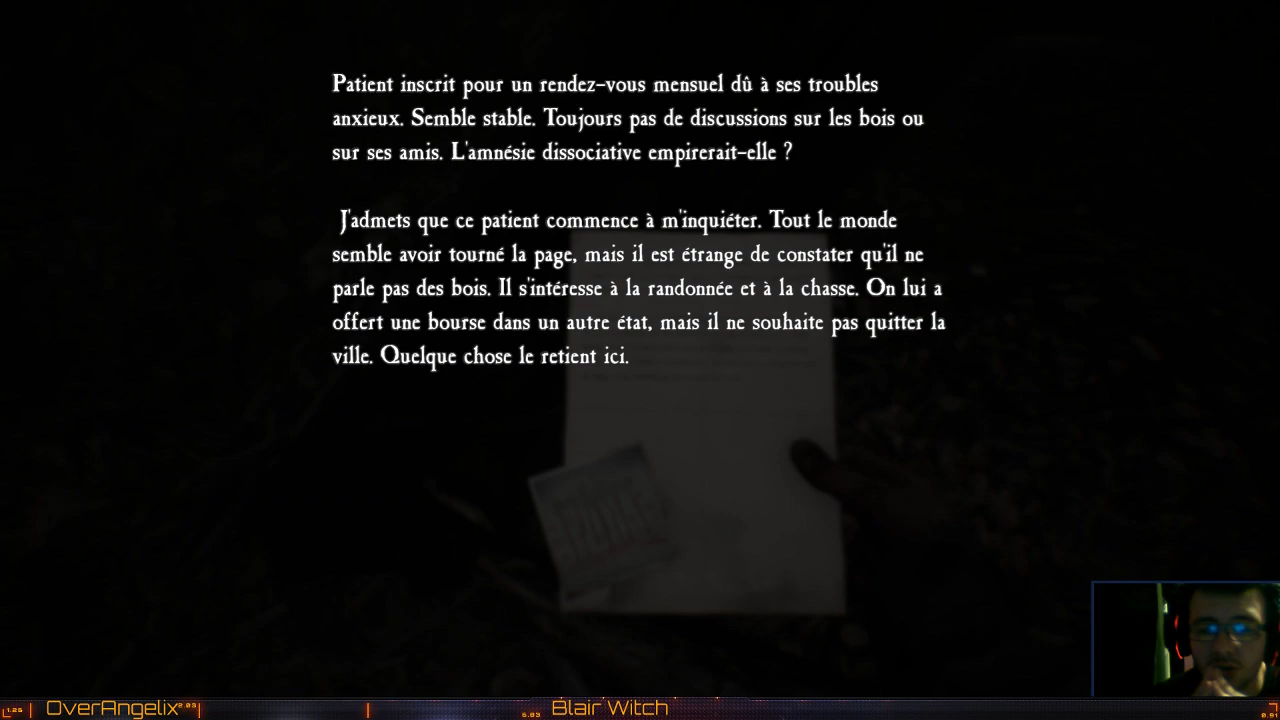 Patient inscrit pour un rendez-vous mensuel dû à ses troubles
anxieux. Semble stable. Toujours pas de discussions sur les bois ou
sur ses amis. L'amnésie dissociative empirerait-elle ?
J'admets que ce patient commence à m'inquiéter. Tout le monde
semble avoir tourné la page, mais il est étrange de constater qu'il ne
parle pas des bois. Il s'intéresse à la randonnée et à la chasse. On lui a
offert une bourse dans un autre état, mais il ne souhaite pas quitter la
ville. Quelque chose le retient ici.
OverAngelix
Blair Witch